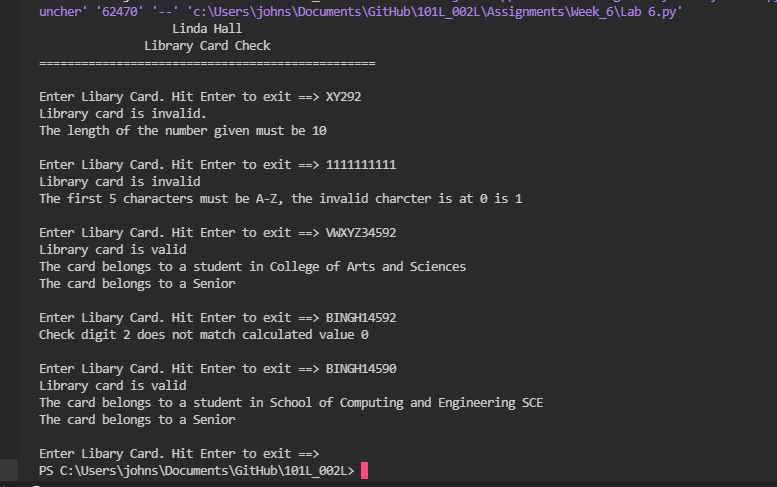 uncher' '62470' '--' 'c:\Users\johns\Documents\GitHub\101L_002L\Assignments\Week_6\Lab 6.py'
Linda Hall
Library Card Check
================================================
Enter Libary Card. Hit Enter to exit ==> XY292
Library card is invalid.
The length of the number given must be 10
Enter Libary Card. Hit Enter to exit ==> 1111111111
Library card is invalid
The first 5 characters must be A-Z, the invalid charcter is at 0 is 1
Enter Libary Card. Hit Enter to exit ==> VWXYZ34592
Library card is valid
The card belongs to a student in College of Arts and Sciences
The card belongs to a Senior
Enter Libary Card. Hit Enter to exit ==> BINGH14592
Check digit 2 does not match calculated value 0
Enter Libary Card. Hit Enter to exit ==> BINGH14590
Library card is valid
The card belongs to a student in School of Computing and Engineering SCE
The card belongs to a Senior
Enter Libary Card. Hit Enter to exit ==>
PS C:\Users\johns\Documents\GitHub\101L_002L>